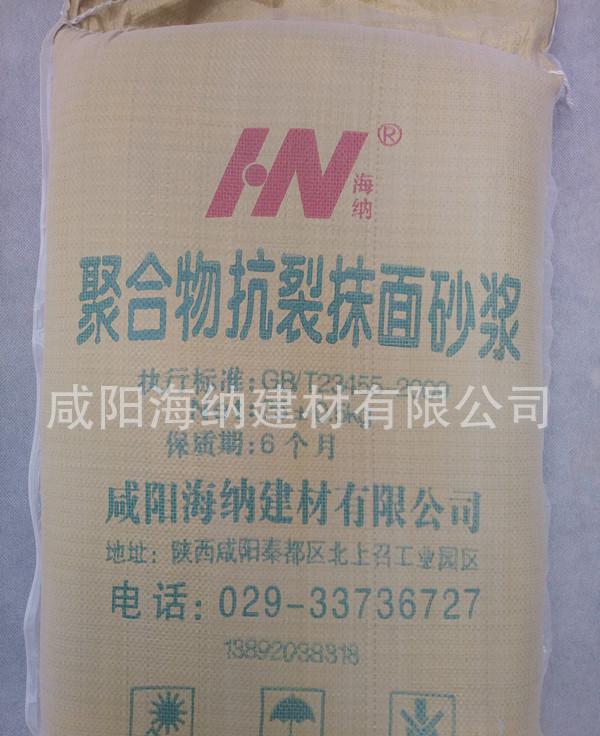 HN®
海纳
聚合物抗裂抹面砂浆
执行标准:GB/T23455-2009
咸阳海纳建材有限公司
保质期:6个月
咸阳海纳建材有限公司
地址:陕西咸阳秦都区北上召工业园区
电话:029-33736727
13892038318